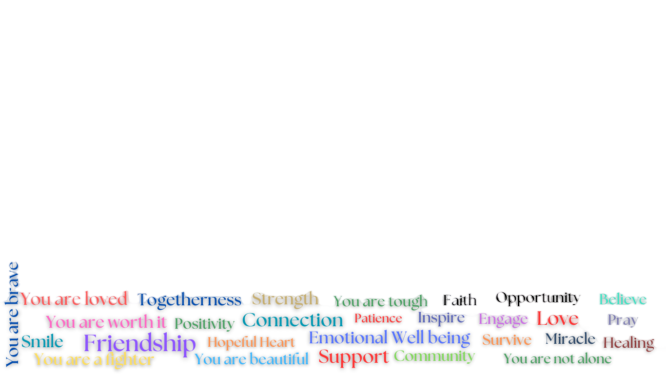 You are brave
You are loved Togetherness Strength You are tough Faith Opportunity Believe
You are worth it Positivity Connection Patience Inspire Engage Love Pray
Smile Friendship Hopeful Heart Emotional Well being Survive Miracle Healing
You are a fighter You are beautiful Support Community You are not alone